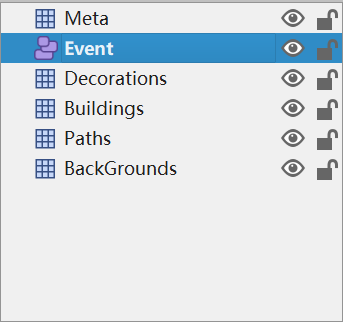 Meta
Event
Decorations
Buildings
Paths
BackGrounds